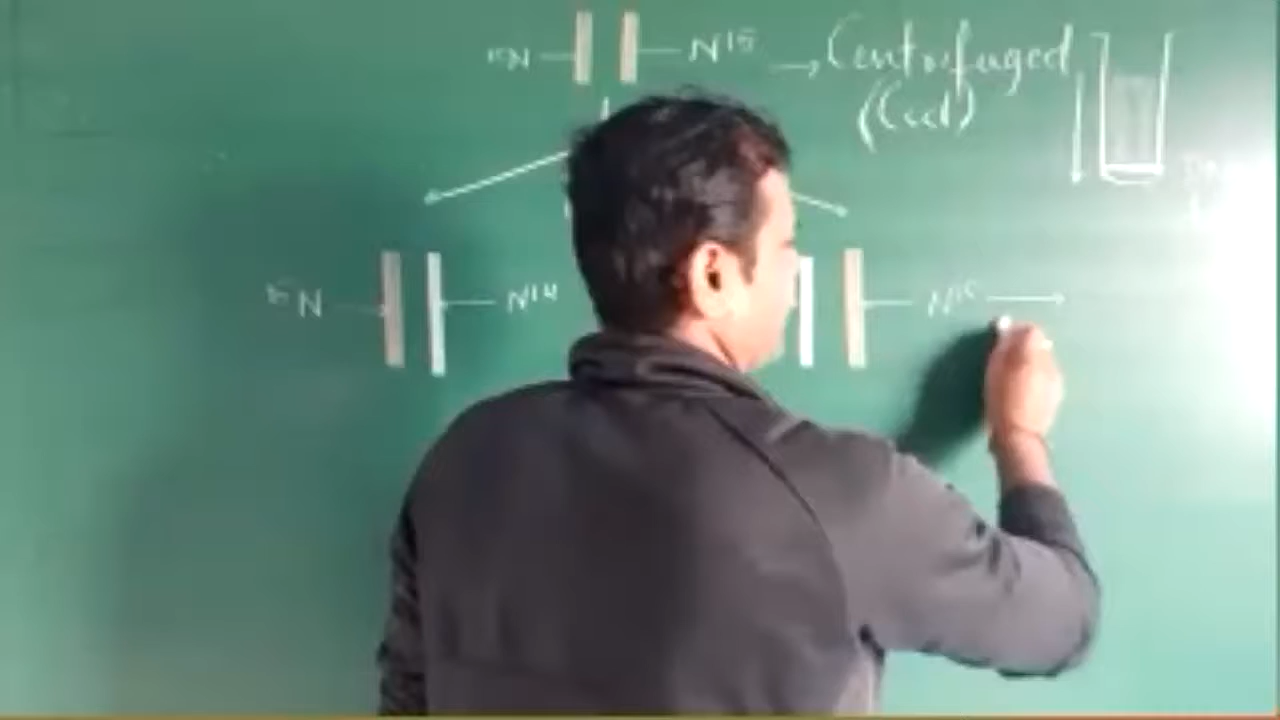 15N N15 → Centrifuged
(Cscl)
15N N14 N15 →